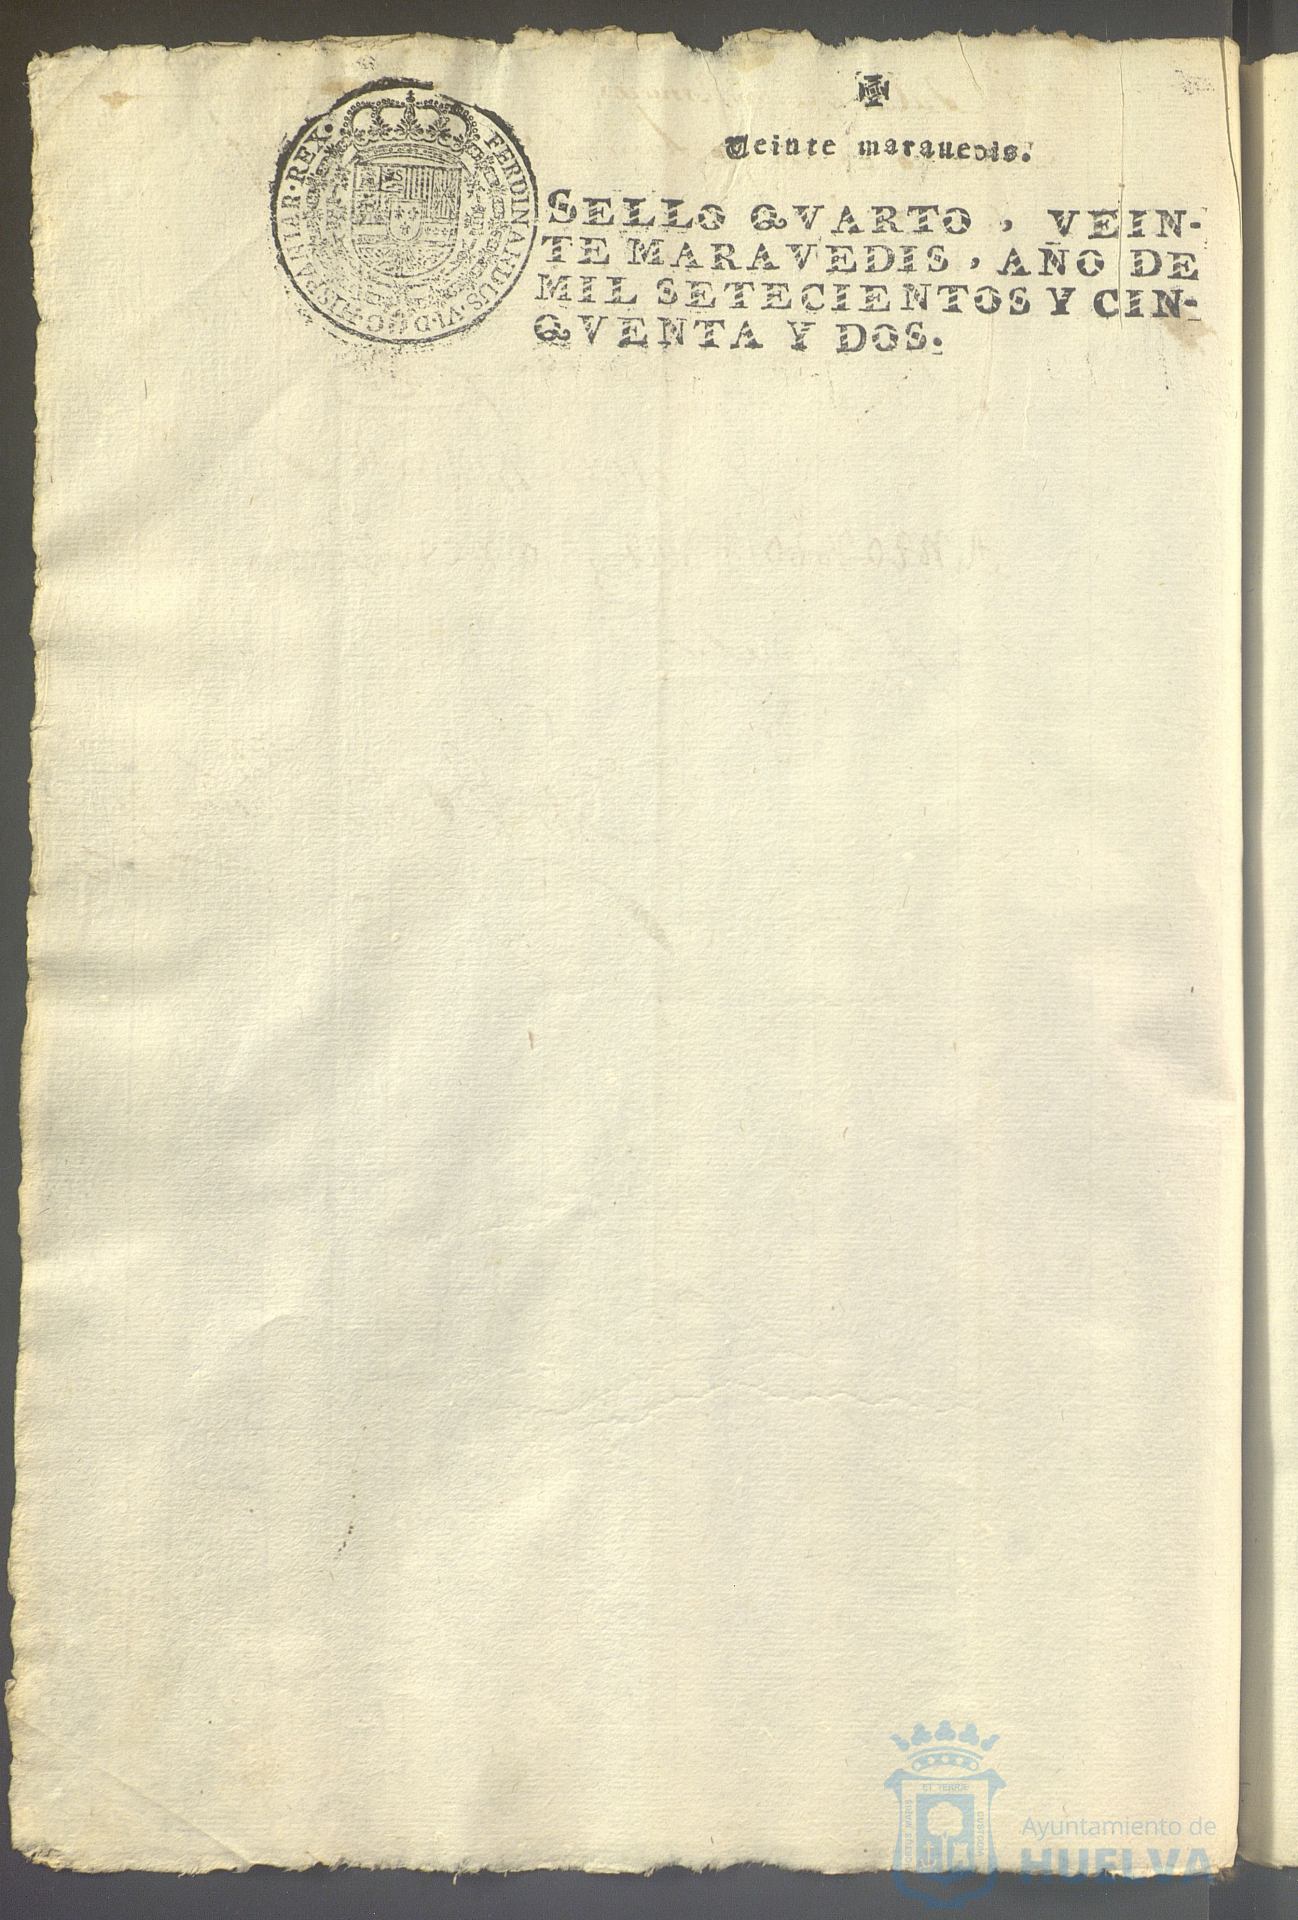 FERDINANDUS·VI·D·G·HISPANIAR·REX·
Veinte marauedis.
SELLO QVARTO, VEIN-
TE MARAVEDIS, AÑO DE
MIL SETECIENTOS Y CIN-
QVENTA Y DOS.
Ayuntamiento de
HUELVA